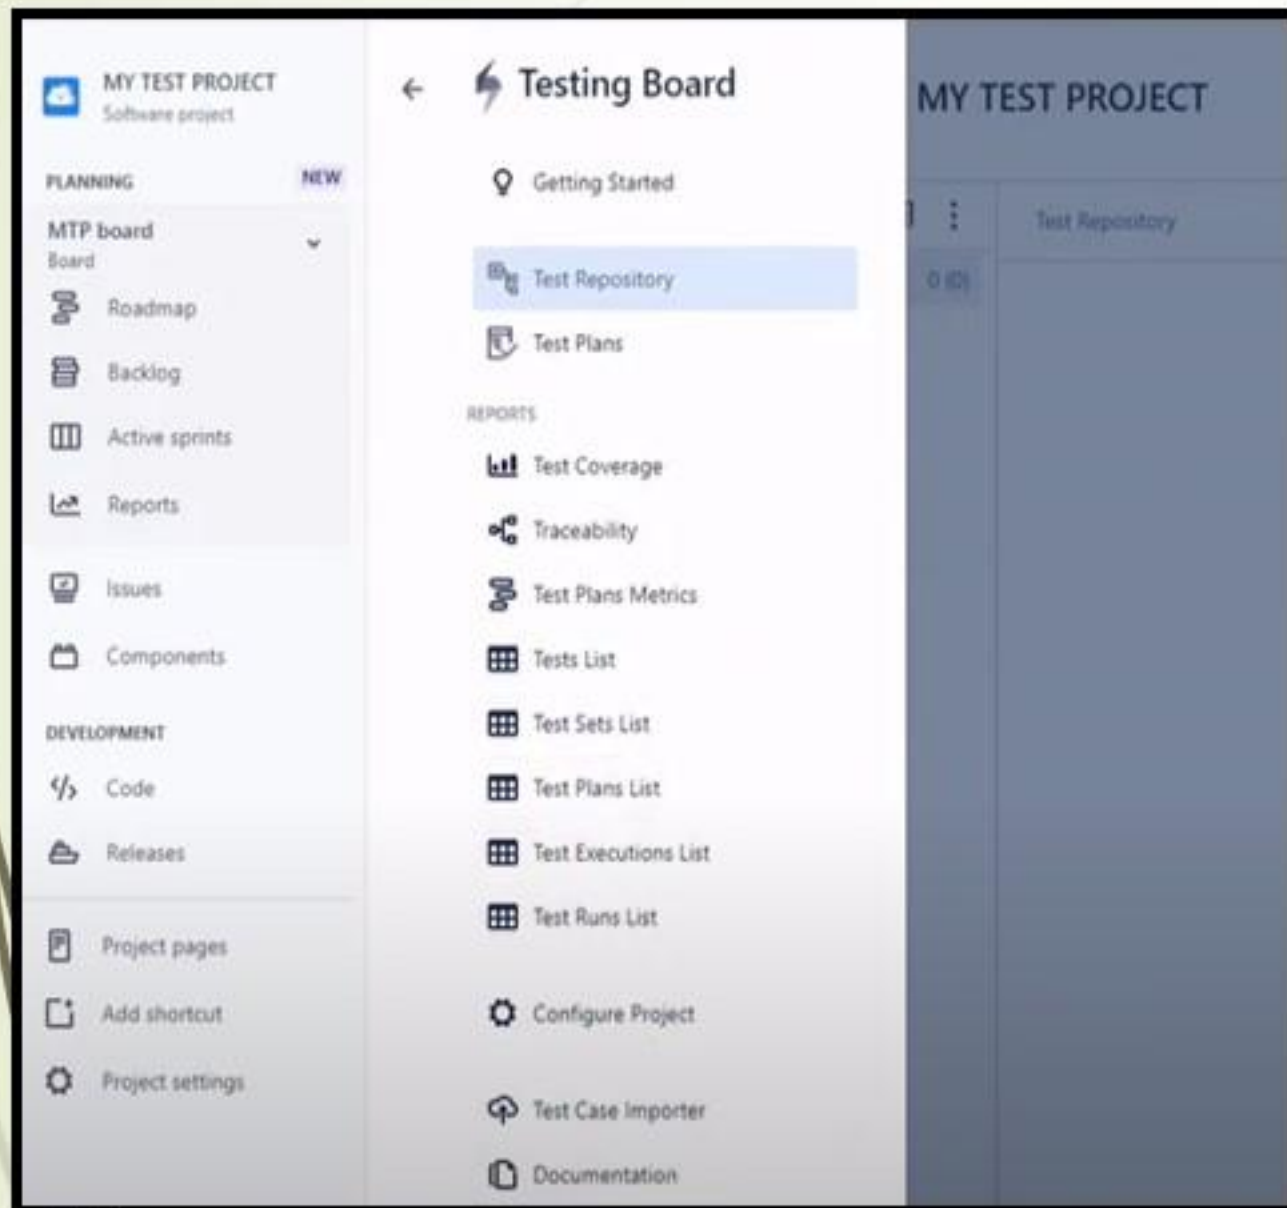 MY TEST PROJECT
Software project
PLANNING
NEW
MTP board
Board
Roadmap
Backlog
Active sprints
Reports
Issues
Components
DEVELOPMENT
Code
Releases
Project pages
Add shortcut
Project settings
Testing Board
Getting Started
Test Repository
Test Plans
REPORTS
Test Coverage
Traceability
Test Plans Metrics
Tests List
Test Sets List
Test Plans List
Test Executions List
Test Runs List
Configure Project
Test Case Importer
Documentation
MY TEST PROJECT
Test Repository
0 (0)